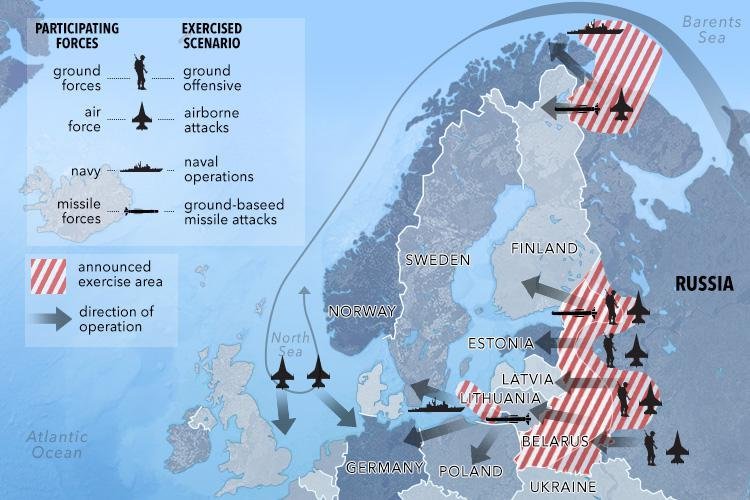 PARTICIPATING
FORCES
EXERCISED
SCENARIO
ground
forces
ground
offensive
air
force
airborne
attacks
navy
naval
operations
missile
forces
ground-baseed
missile attacks
announced
exercise area
direction of
operation
Barents
Sea
SWEDEN
FINLAND
RUSSIA
NORWAY
North
Sea
ESTONIA
LATVIA
LITHUANIA
Atlantic
Ocean
BELARUS
GERMANY
POLAND
UKRAINE